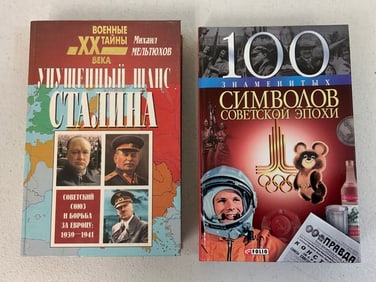 ВОЕННЫЕ
XX ТАЙНЫ
ВЕКА
Михаил
МЕЛЬТЮХОВ
УПУЩЕННЫЙ ШАНС
СТАЛИНА
СОВЕТСКИЙ
СОЮЗ
И БОРЬБА
ЗА ЕВРОПУ:
1939—1941
100
ЗНАМЕНИТЫХ
СИМВОЛОВ
СОВЕТСКОЙ ЭПОХИ
ПРАВДА
FOLIO